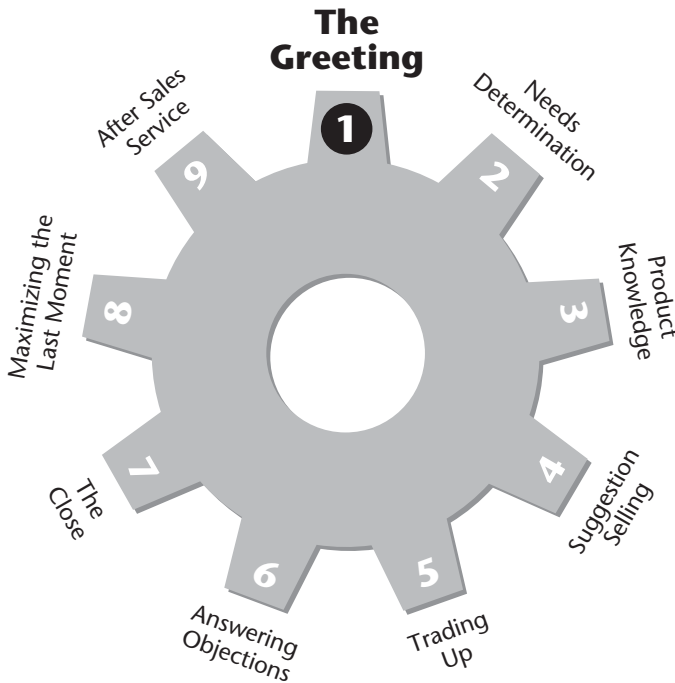 The
Greeting
1
Needs
Determination
2
Product
Knowledge
3
Suggestion
Selling
4
Trading
Up
5
Answering
Objections
6
The
Close
7
Maximizing the
Last Moment
8
After Sales
Service
9